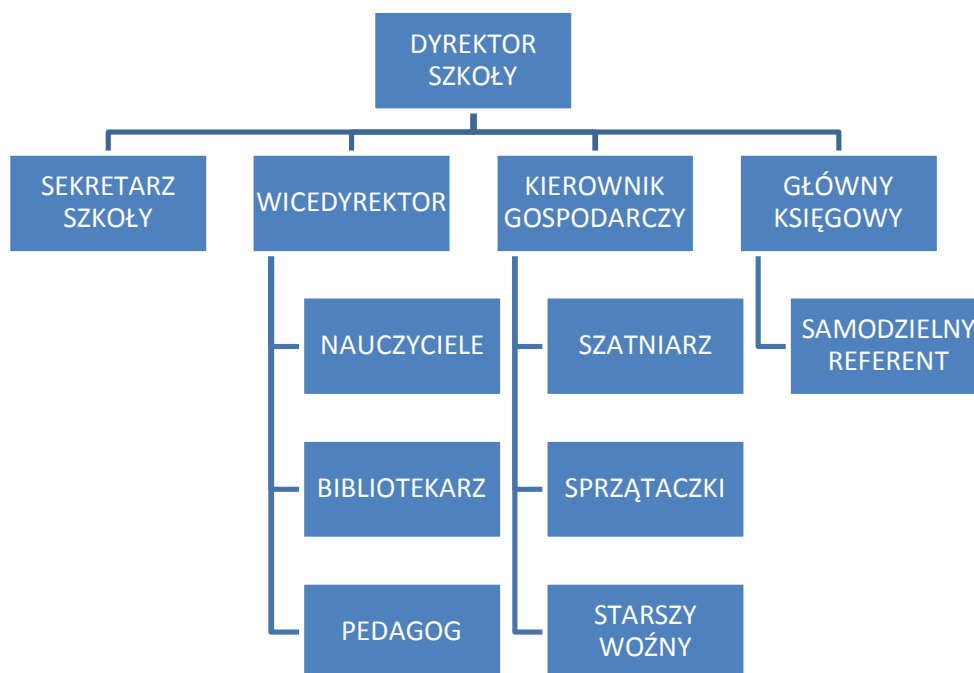 DYREKTOR
SZKOŁY
SEKRETARZ
SZKOŁY
WICEDYREKTOR
KIEROWNIK
GOSPODARCZY
GŁÓWNY
KSIĘGOWY
NAUCZYCIELE
SZATNIARZ
SAMODZIELNY
REFERENT
BIBLIOTEKARZ
SPRZĄTACZKI
PEDAGOG
STARSZY
WOŹNY